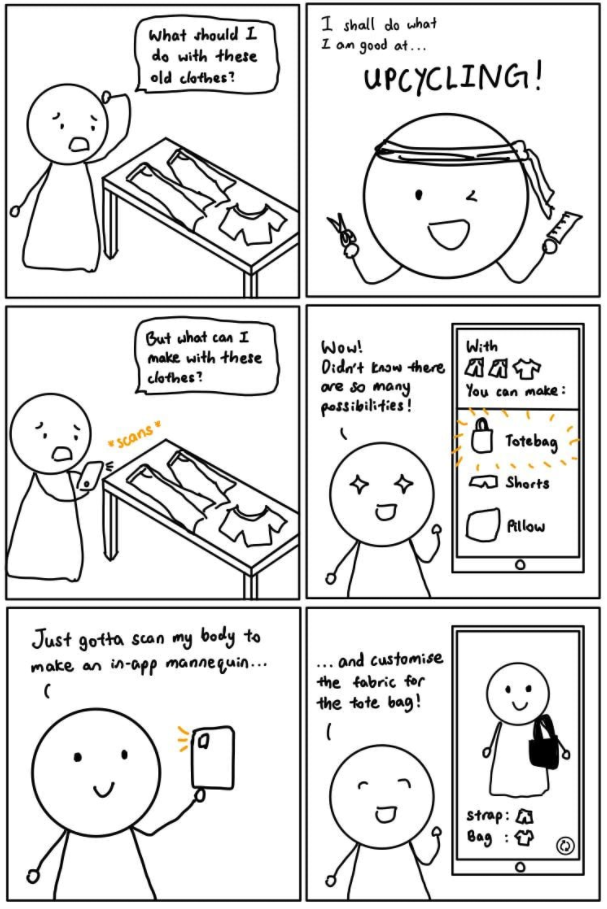 What should I
do with these
old clothes?
I shall do what
I am good at...
UPCYCLING!
But what can I
make with these
clothes?
*scans*
Wow!
Didn't know there
are so many
possibilities!
With
You can make:
Totebag
Shorts
Pillow
Just gotta scan my body to
make an in-app mannequin...
... and customise
the fabric for
the tote bag!
Strap:
Bag :